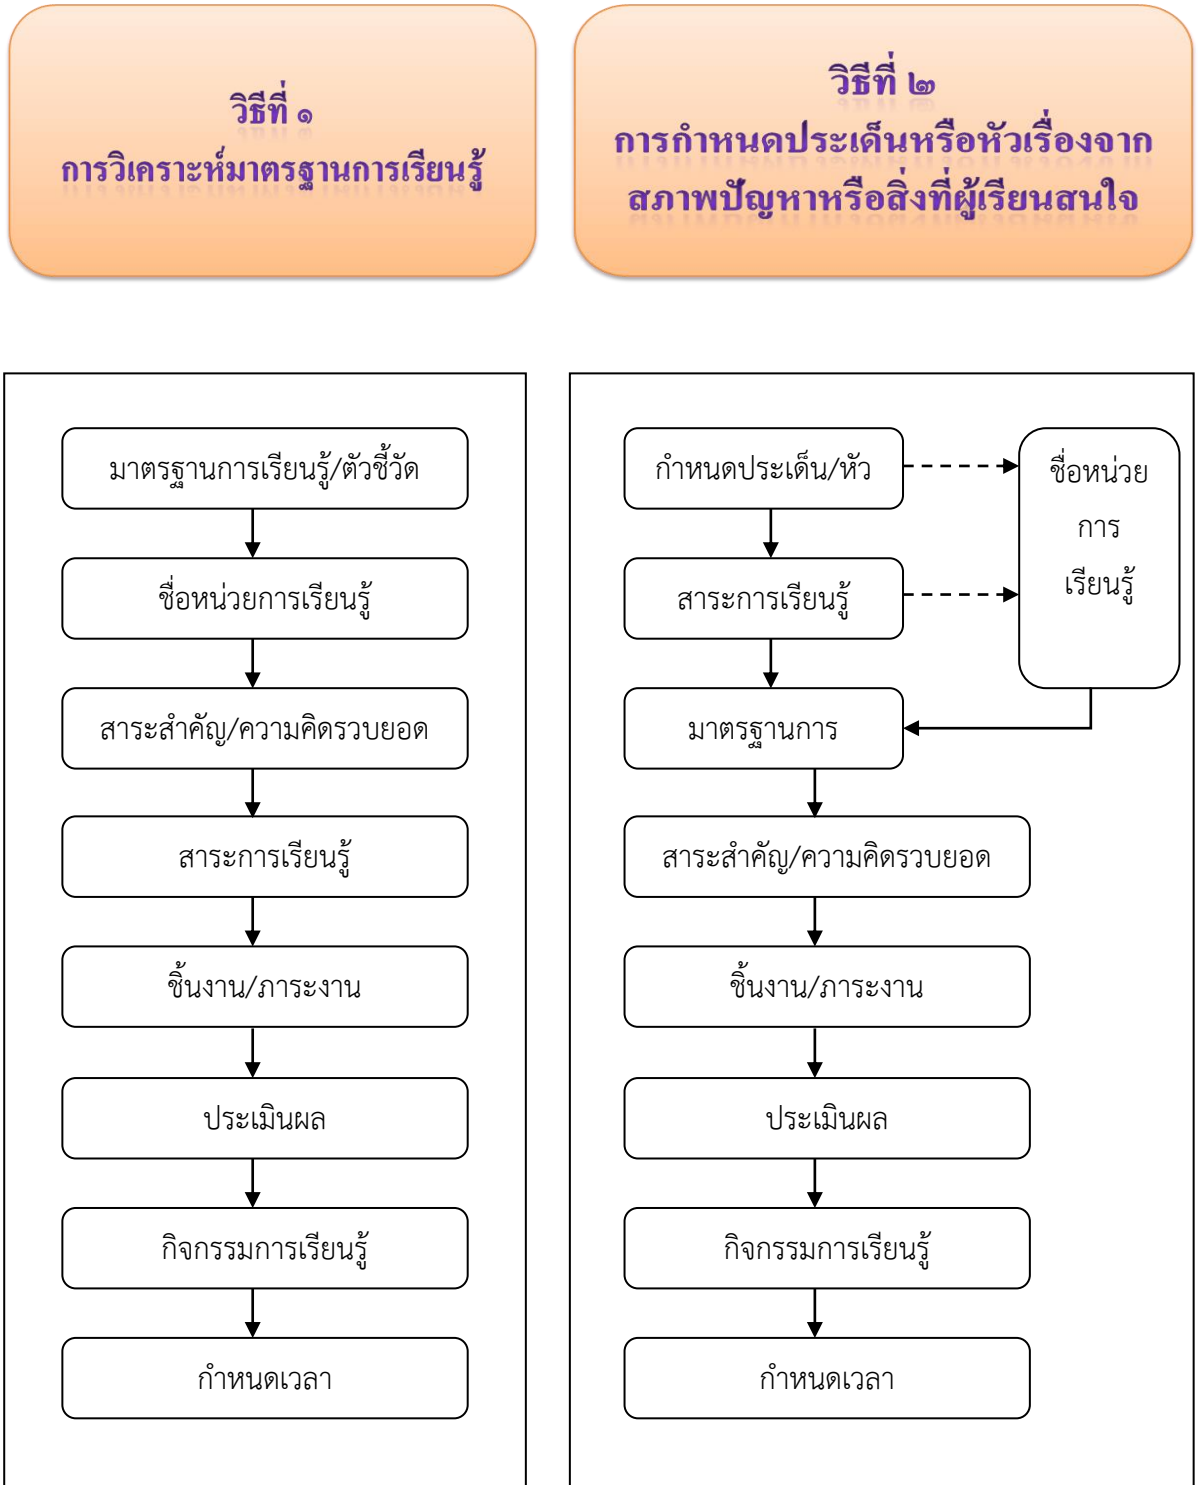 วิธีที่ ๑
การวิเคราะห์มาตรฐานการเรียนรู้
วิธีที่ ๒
การกำหนดประเด็นหรือหัวเรื่องจาก
สภาพปัญหาหรือสิ่งที่ผู้เรียนสนใจ
มาตรฐานการเรียนรู้/ตัวชี้วัด
ชื่อหน่วยการเรียนรู้
สาระสำคัญ/ความคิดรวบยอด
สาระการเรียนรู้
ชิ้นงาน/ภาระงาน
ประเมินผล
กิจกรรมการเรียนรู้
กำหนดเวลา
กำหนดประเด็น/หัว
ชื่อหน่วย
การ
เรียนรู้
สาระการเรียนรู้
มาตรฐานการ
สาระสำคัญ/ความคิดรวบยอด
ชิ้นงาน/ภาระงาน
ประเมินผล
กิจกรรมการเรียนรู้
กำหนดเวลา